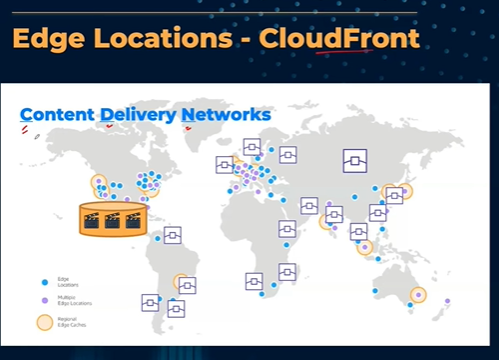 Edge Locations - CloudFront
Content Delivery Networks
Edge
Locations
Multiple
Edge Locations
Regional
Edge Caches